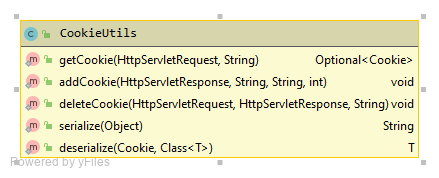 CookieUtils
getCookie(HttpServletRequest, String) Optional<Cookie>
addCookie(HttpServletResponse, String, String, int) void
deleteCookie(HttpServletRequest, HttpServletResponse, String) void
serialize(Object) String
deserialize(Cookie, Class<T>) T
Powered by yFiles